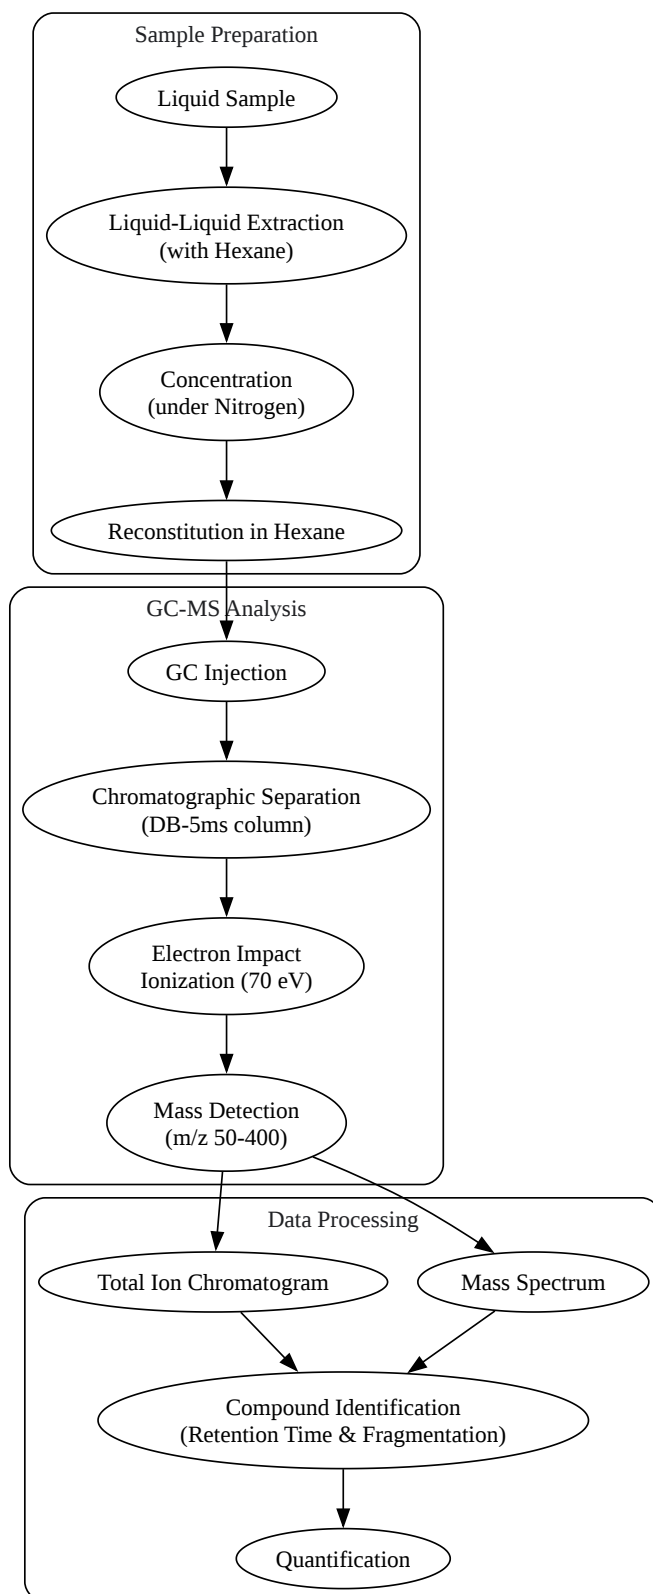 Sample Preparation
Liquid Sample
Liquid-Liquid Extraction
(with Hexane)
Concentration
(under Nitrogen)
Reconstitution in Hexane
GC-MS Analysis
GC Injection
Chromatographic Separation
(DB-5ms column)
Electron Impact
Ionization (70 eV)
Mass Detection
(m/z 50-400)
Data Processing
Total Ion Chromatogram
Mass Spectrum
Compound Identification
(Retention Time & Fragmentation)
Quantification